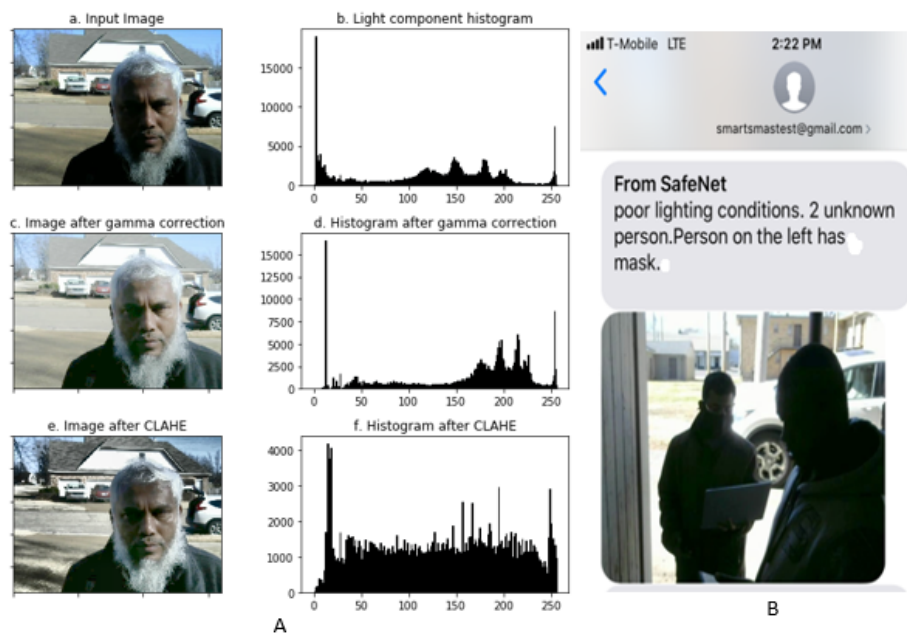 a. Input Image
b. Light component histogram
15000
10000
5000
0
0 50 100 150 200 250
c. Image after gamma correction
d. Histogram after gamma correction
15000
12500
10000
7500
5000
2500
0
0 50 100 150 200 250
e. Image after CLAHE
f. Histogram after CLAHE
4000
3000
2000
1000
0
0 50 100 150 200 250
A
T-Mobile LTE 2:22 PM
smartsmastest@gmail.com >
From SafeNet
poor lighting conditions. 2 unknown
person.Person on the left has
mask.
B